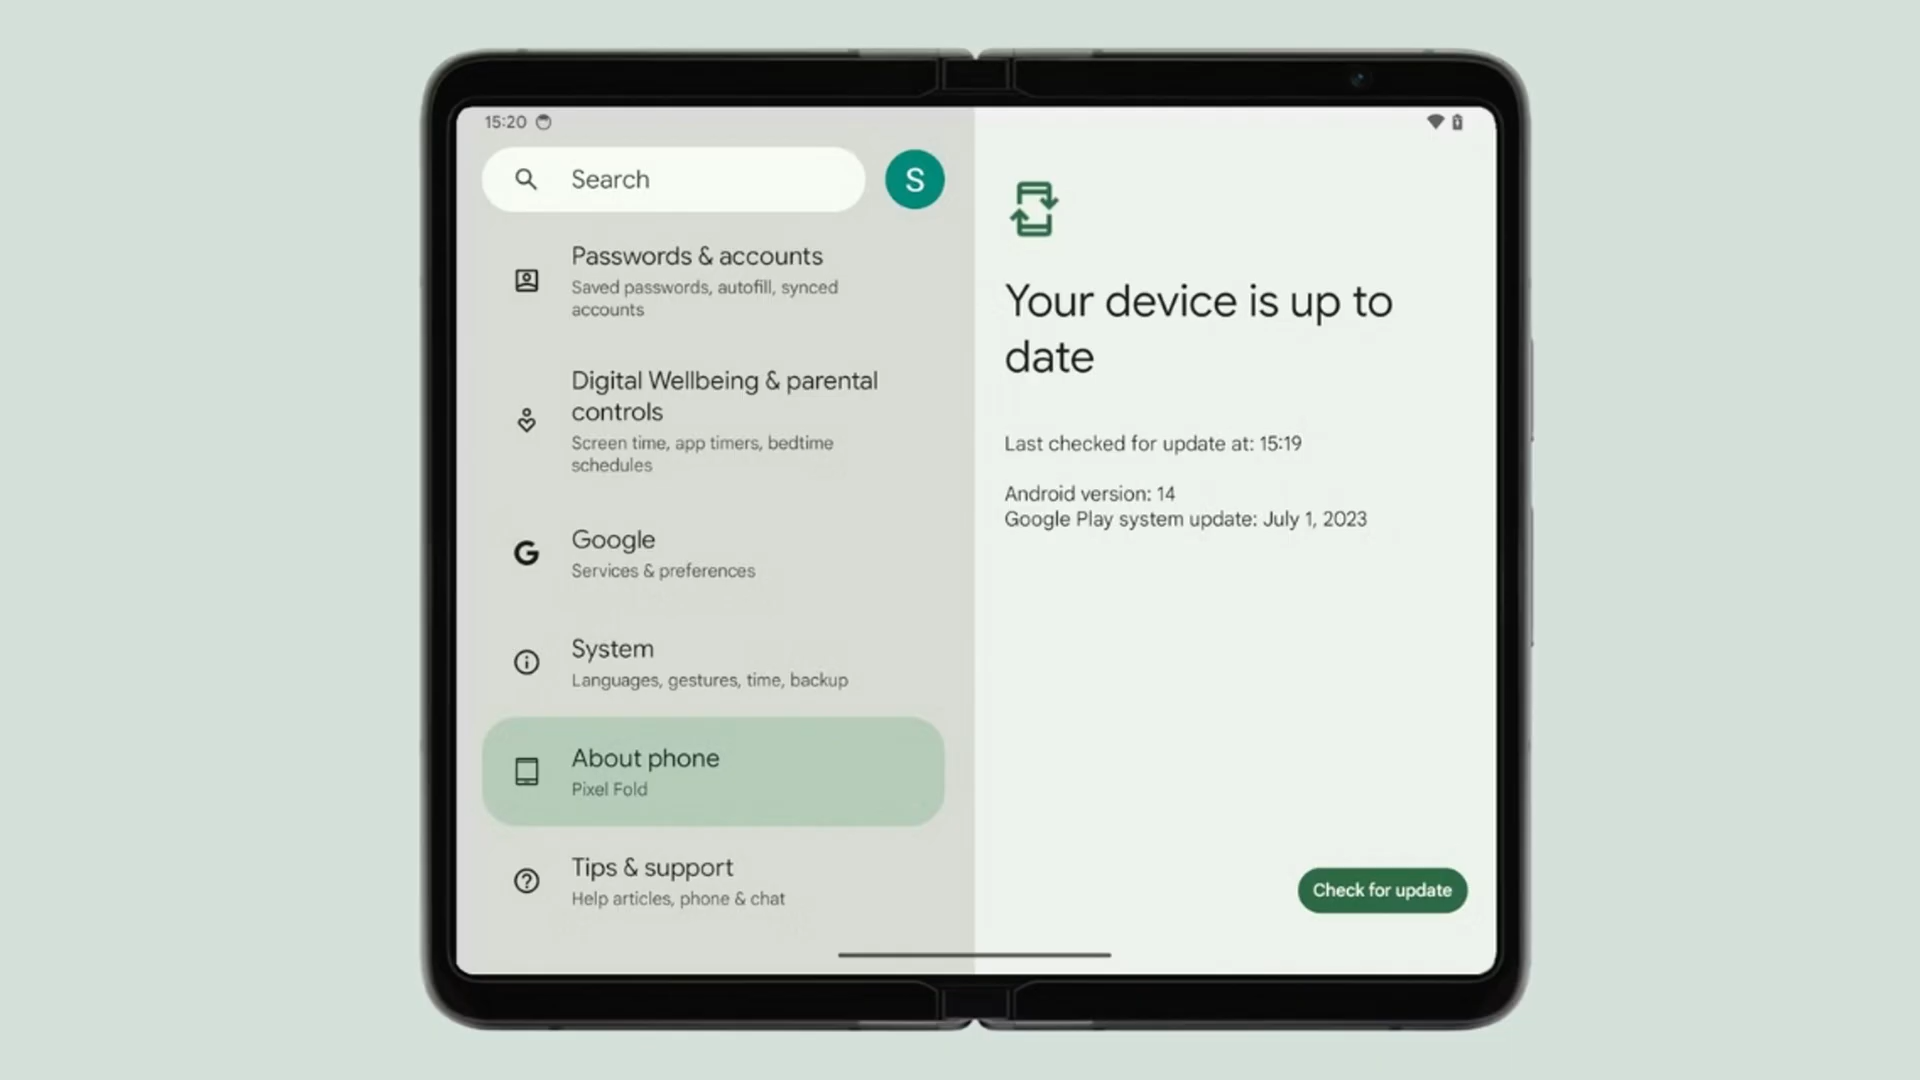 15:20
Search
S
Passwords & accounts
Saved passwords, autofill, synced
accounts
Digital Wellbeing & parental
controls
Screen time, app timers, bedtime
schedules
Google
Services & preferences
System
Languages, gestures, time, backup
About phone
Pixel Fold
Tips & support
Help articles, phone & chat
Your device is up to
date
Last checked for update at: 15:19
Android version: 14
Google Play system update: July 1, 2023
Check for update